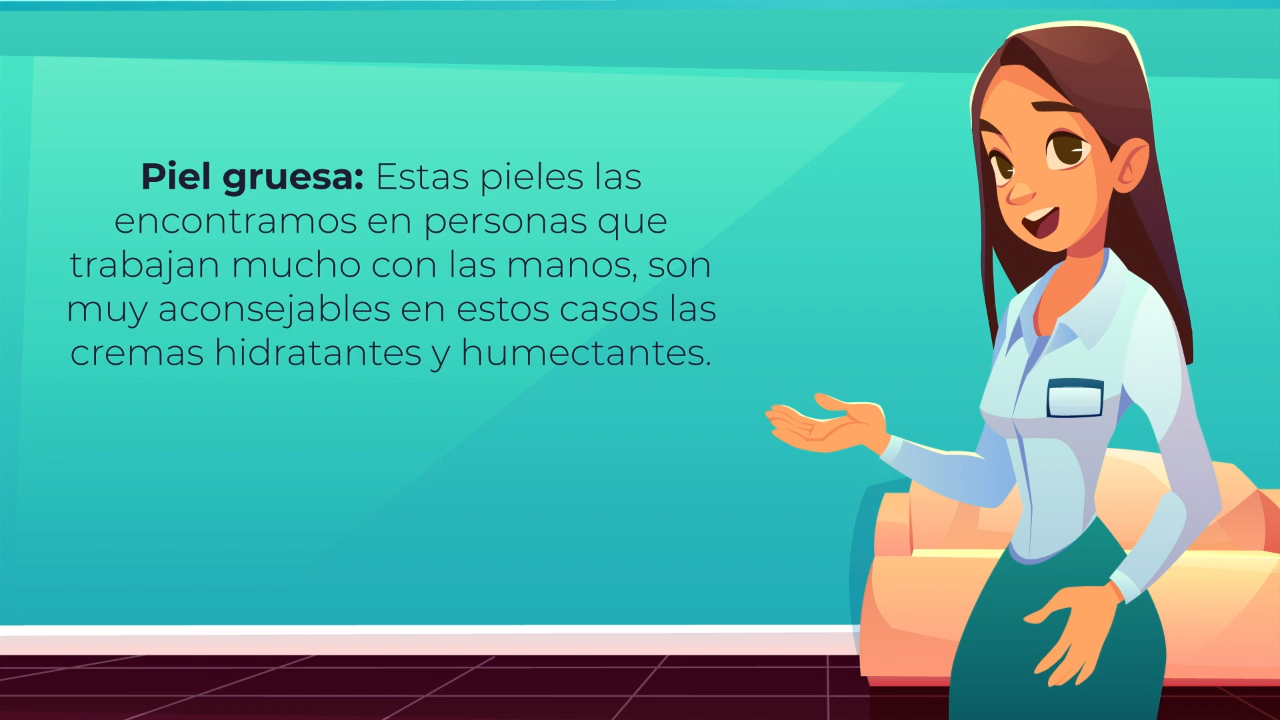 Piel gruesa: Estas pieles las
encontramos en personas que
trabajan mucho con las manos, son
muy aconsejables en estos casos las
cremas hidratantes y humectantes.